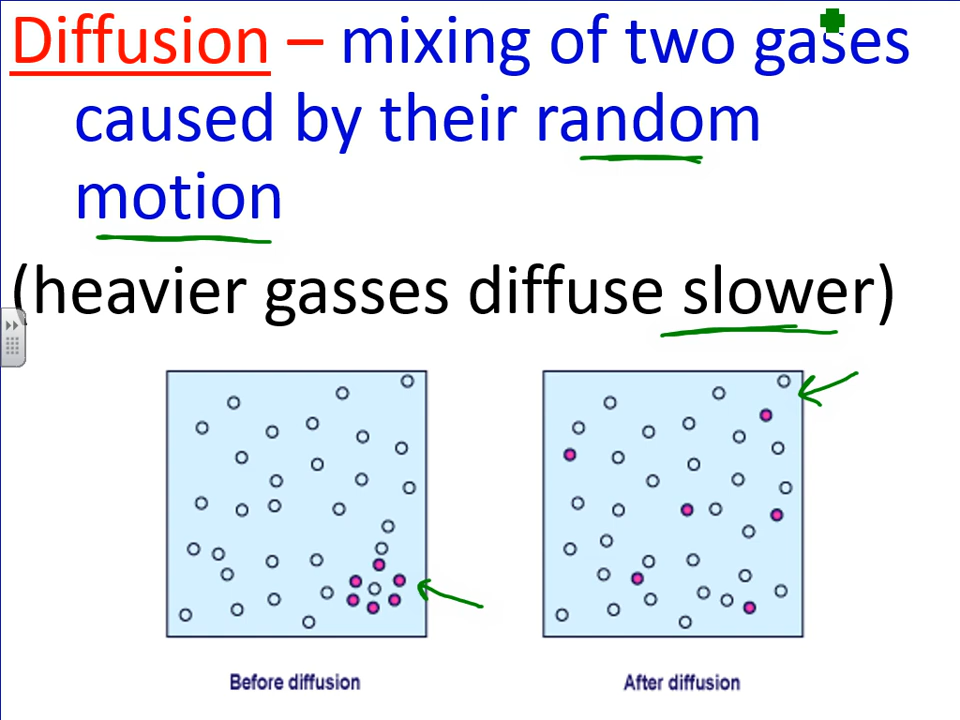 Diffusion – mixing of two gases
caused by their random
motion
(heavier gasses diffuse slower)
Before diffusion
After diffusion